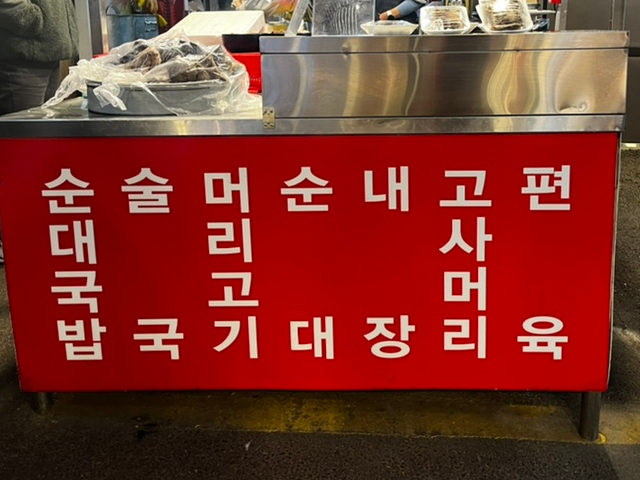 순대국밥
술국
머리고기
순대
내장
고사머리
편육